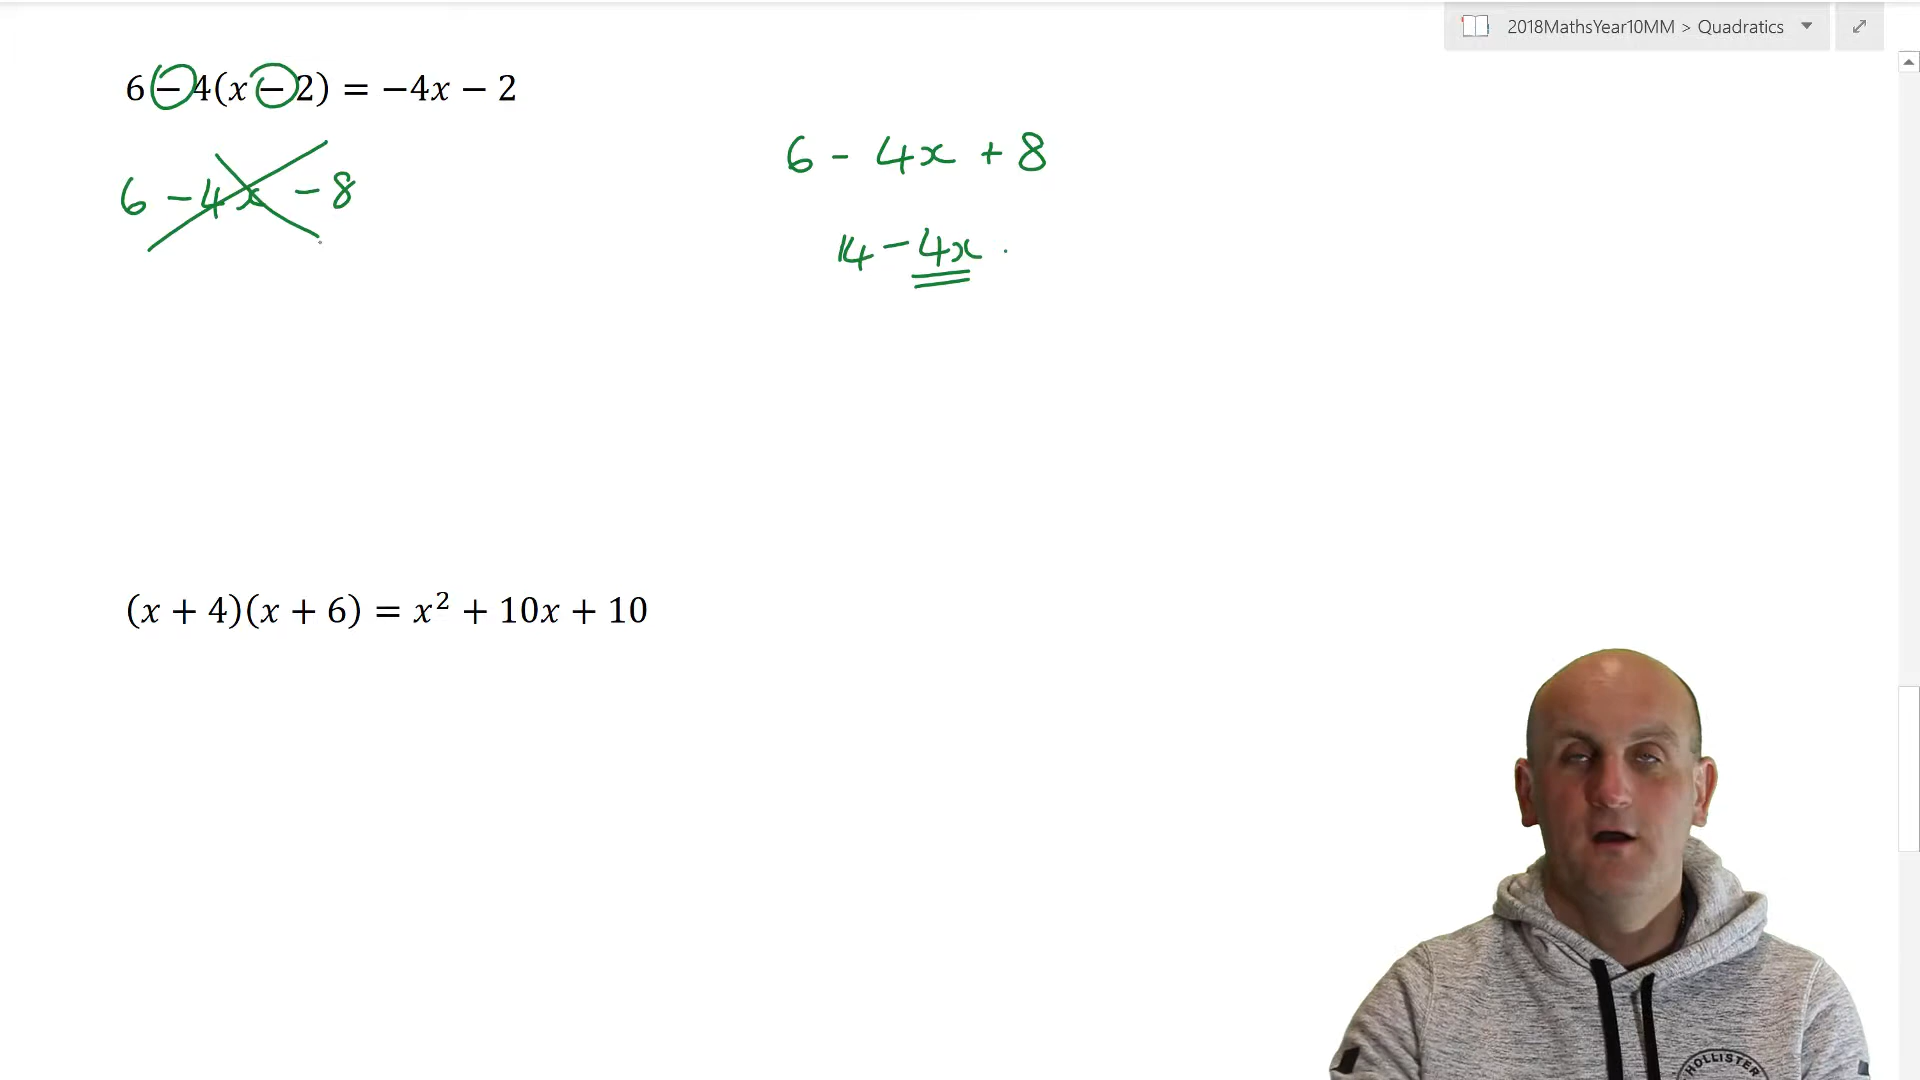 2018MathsYear10MM > Quadratics
6 − 4(x − 2) = −4x − 2
6 - 4x - 8
6 - 4x + 8
14 - 4x
(x + 4)(x + 6) = x² + 10x + 10
HOLLISTER